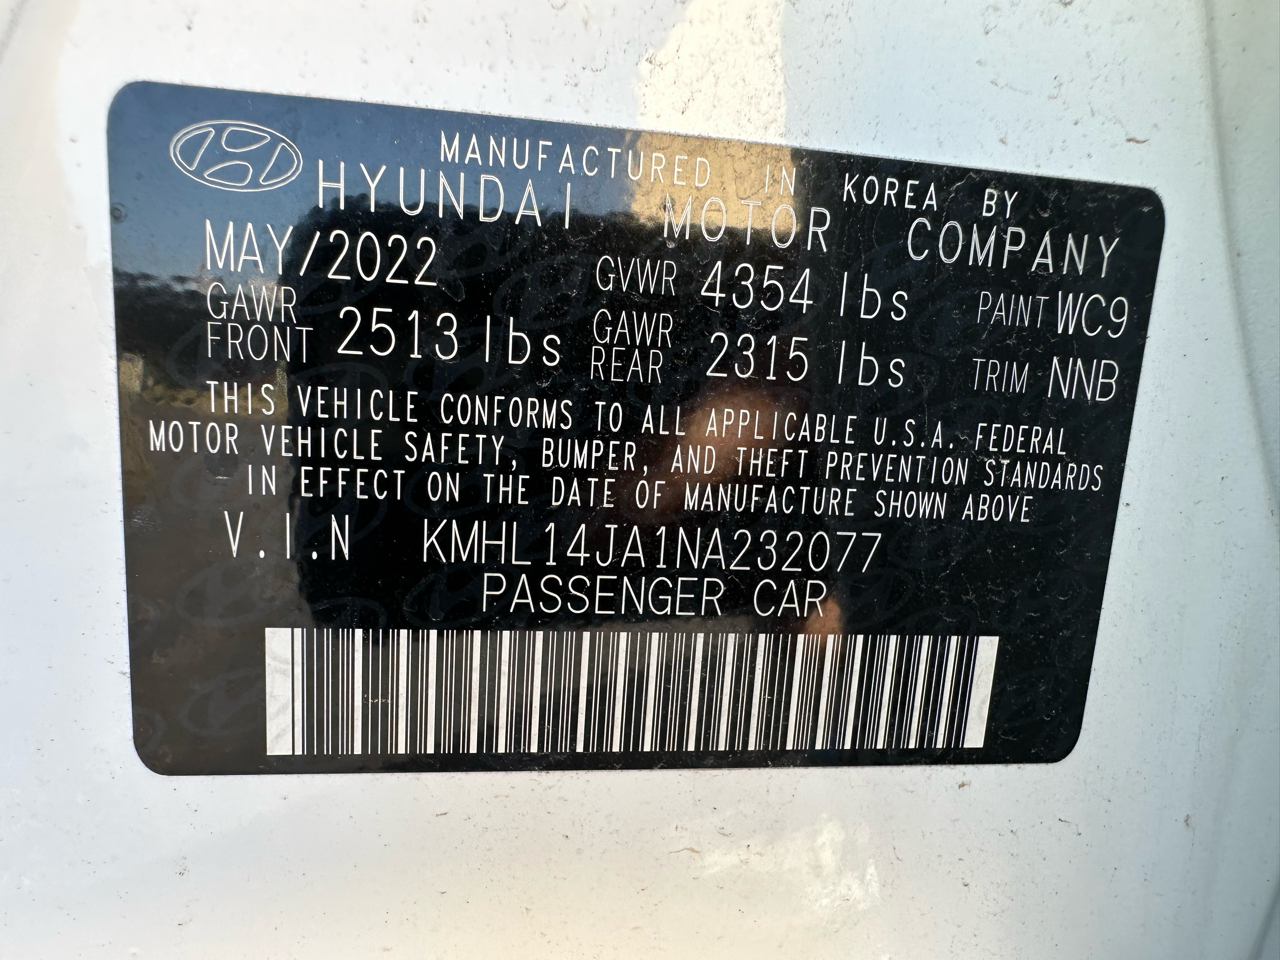 MANUFACTURED IN KOREA BY
HYUNDAI MOTOR COMPANY
MAY/2022 GVWR 4354 lbs PAINT WC9
GAWR FRONT 2513 lbs GAWR REAR 2315 lbs TRIM NNB
THIS VEHICLE CONFORMS TO ALL APPLICABLE U.S.A. FEDERAL
MOTOR VEHICLE SAFETY, BUMPER, AND THEFT PREVENTION STANDARDS
IN EFFECT ON THE DATE OF MANUFACTURE SHOWN ABOVE
V.I.N KMHL14JA1NA232077
PASSENGER CAR